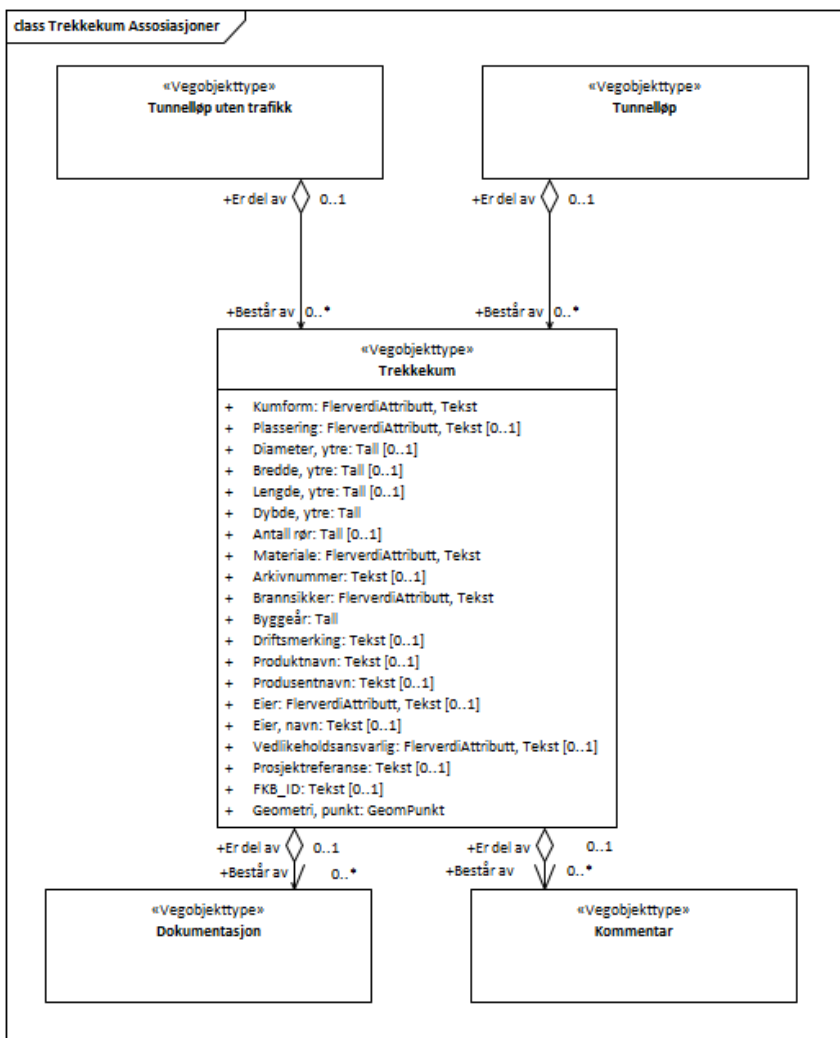 class Trekkekum Assosiasjoner
«Vegobjekttype»
Tunnelløp uten trafikk
«Vegobjekttype»
Tunnelløp
+Er del av 0..1
+Er del av 0..1
+Består av 0..*
+Består av 0..*
«Vegobjekttype»
Trekkekum
+ Kumform: FlerverdiAttributt, Tekst
+ Plassering: FlerverdiAttributt, Tekst [0..1]
+ Diameter, ytre: Tall [0..1]
+ Bredde, ytre: Tall [0..1]
+ Lengde, ytre: Tall [0..1]
+ Dybde, ytre: Tall
+ Antall rør: Tall [0..1]
+ Materiale: FlerverdiAttributt, Tekst
+ Arkivnummer: Tekst [0..1]
+ Brannsikker: FlerverdiAttributt, Tekst
+ Byggeår: Tall
+ Driftsmerking: Tekst [0..1]
+ Produktnavn: Tekst [0..1]
+ Produsentnavn: Tekst [0..1]
+ Eier: FlerverdiAttributt, Tekst [0..1]
+ Eier, navn: Tekst [0..1]
+ Vedlikeholdsansvarlig: FlerverdiAttributt, Tekst [0..1]
+ Prosjektreferanse: Tekst [0..1]
+ FKB_ID: Tekst [0..1]
+ Geometri, punkt: GeomPunkt
+Er del av 0..1
+Er del av 0..1
+Består av 0..*
+Består av 0..*
«Vegobjekttype»
Dokumentasjon
«Vegobjekttype»
Kommentar